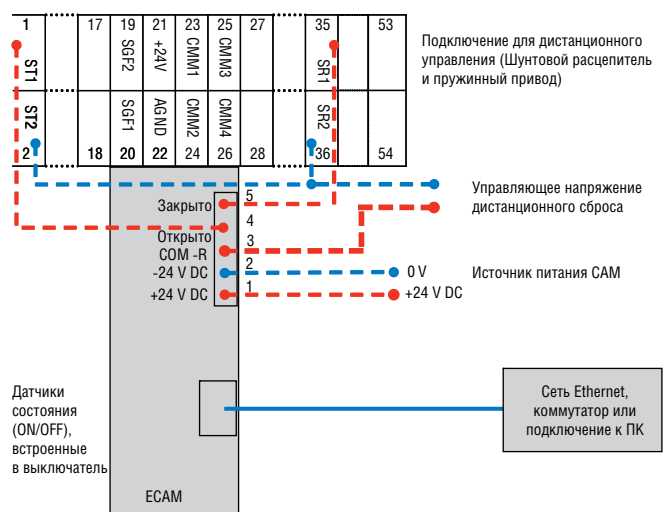 1 17 19 21 23 25 27 35 53
ST1 SGF2 +24V CMM1 CMM3 SR1
ST2 SGF1 AGND CMM2 CMM4 SR2
2 18 20 22 24 26 28 36 54
Подключение для дистанционного
управления (Шунтовой расцепитель
и пружинный привод)
Закрыто 5
4
Открыто
COM -R 3
-24 V DC 2
+24 V DC 1
Управляющее напряжение
дистанционного сброса
0 V
+24 V DC
Источник питания САМ
Датчики
состояния
(ON/OFF),
встроенные
в выключатель
Сеть Ethernet,
коммутатор или
подключение к ПК
ECAM